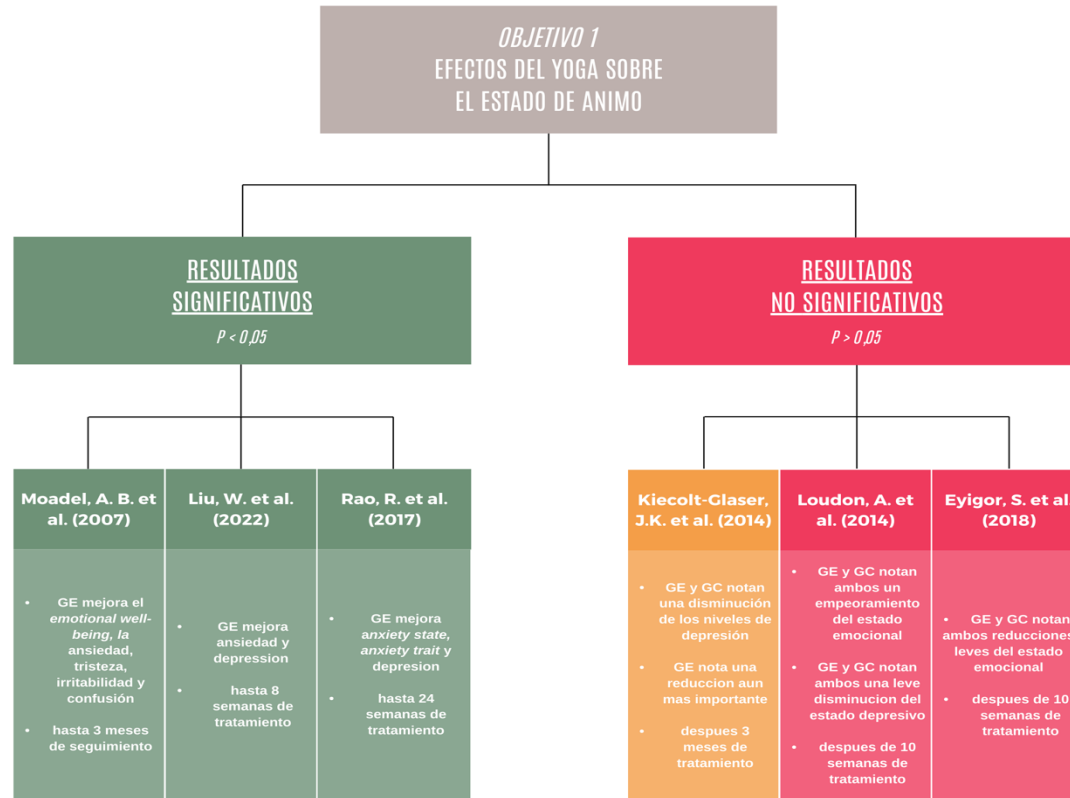 OBJETIVO 1
EFECTOS DEL YOGA SOBRE
EL ESTADO DE ANIMO
RESULTADOS
SIGNIFICATIVOS
P < 0,05
RESULTADOS
NO SIGNIFICATIVOS
P > 0,05
Moadel, A. B. et
al. (2007)
• GE mejora el
emotional well-
being, la
ansiedad,
tristeza,
irritabilidad y
confusión
• hasta 3 meses
de seguimiento
Liu, W. et al.
(2022)
• GE mejora
ansiedad y
depression
• hasta 8
semanas de
tratamiento
Rao, R. et al.
(2017)
• GE mejora
anxiety state,
anxiety trait y
depresion
• hasta 24
semanas de
tratamiento
Kiecolt-Glaser,
J.K. et al. (2014)
• GE y GC notan
una disminución
de los niveles de
depresión
• GE nota una
reduccion aun
mas importante
• despues 3
meses de
tratamiento
Loudon, A. et
al. (2014)
• GE y GC notan
ambos un
empeoramiento
del estado
emocional
• GE y GC notan
ambos una leve
disminucion del
estado depresivo
• despues de 10
semanas de
tratamiento
Eyigor, S. et al
(2018)
• GE y GC notan
ambos reducciones
leves del estado
emocional
• despues de 10
semanas de
tratamiento